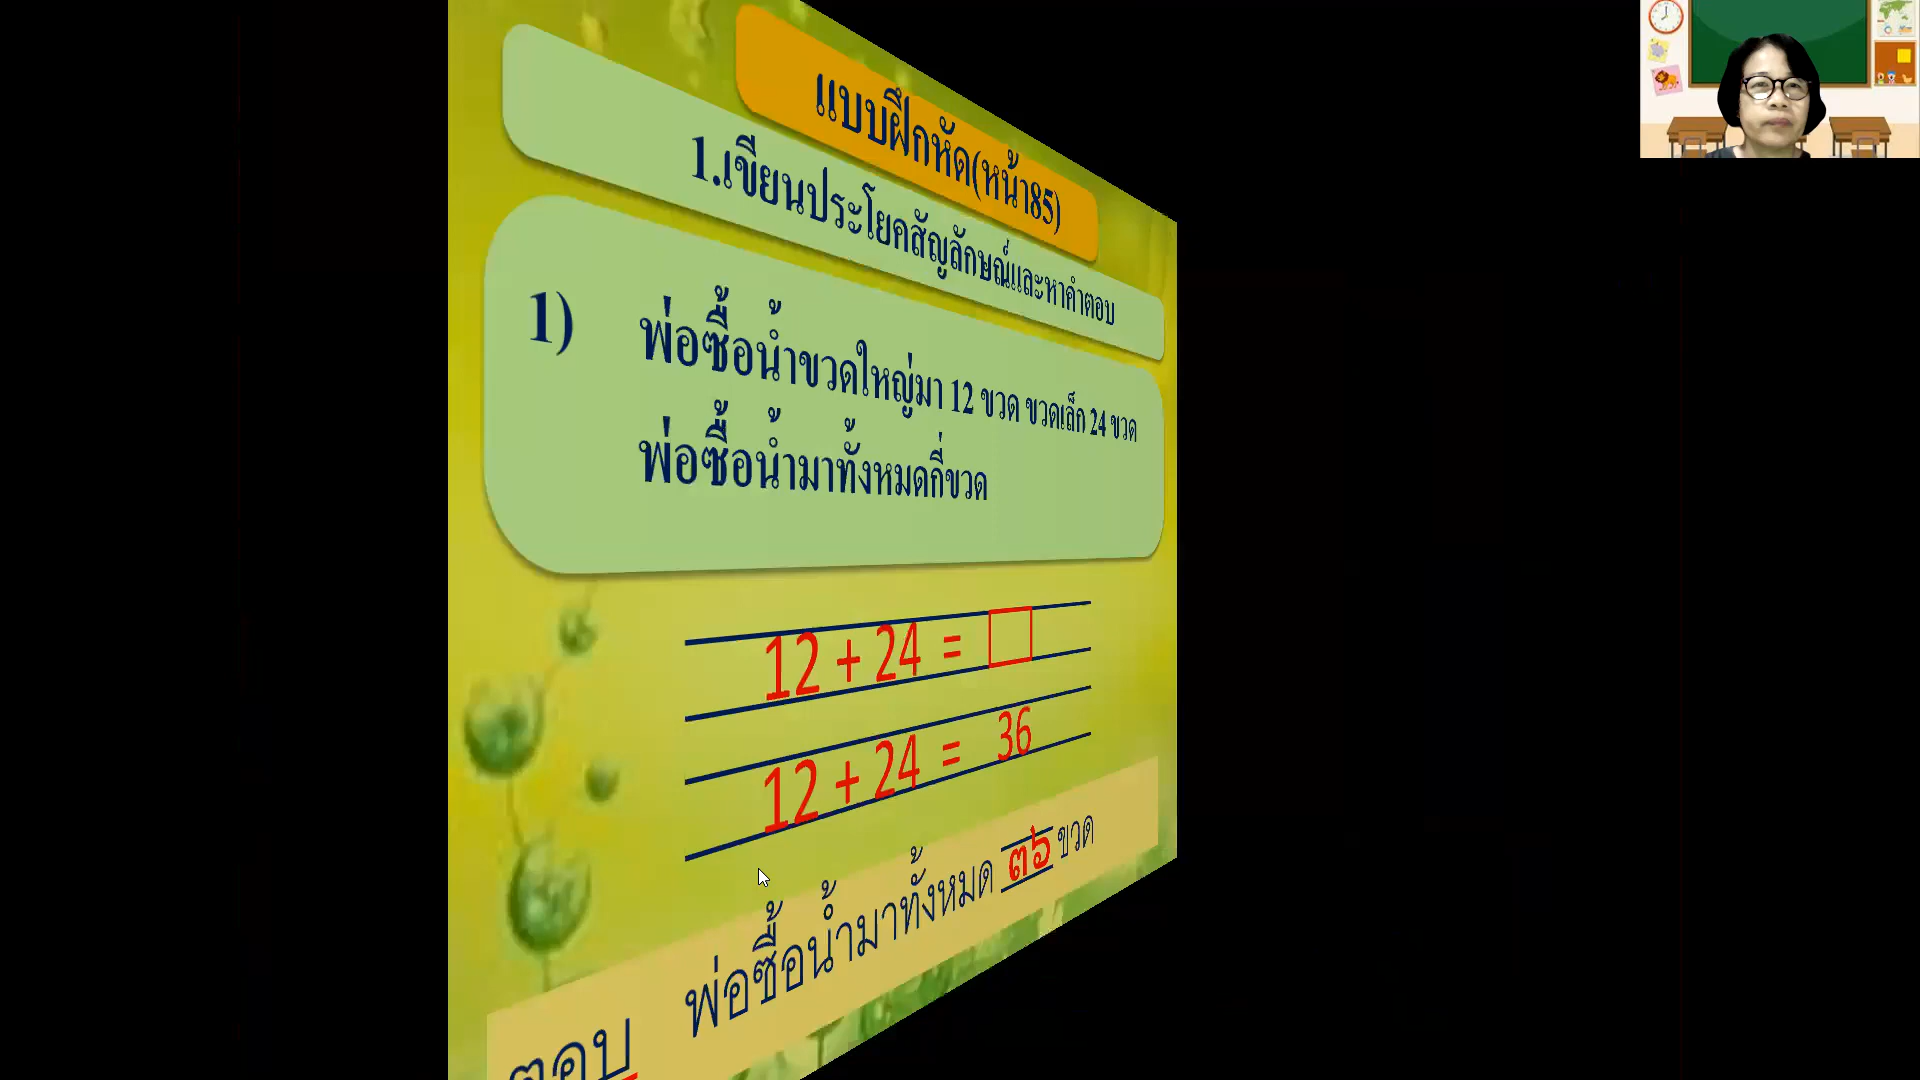 แบบฝึกหัด(หน้า85)
1.เขียนประโยคสัญลักษณ์และหาคำตอบ
1) พ่อซื้อน้ำขวดใหญ่มา 12 ขวด ขวดเล็ก 24 ขวด
พ่อซื้อน้ำมาทั้งหมดกี่ขวด
12 + 24 = □
12 + 24 = 36
ตอบ พ่อซื้อน้ำมาทั้งหมด ๓๖ ขวด